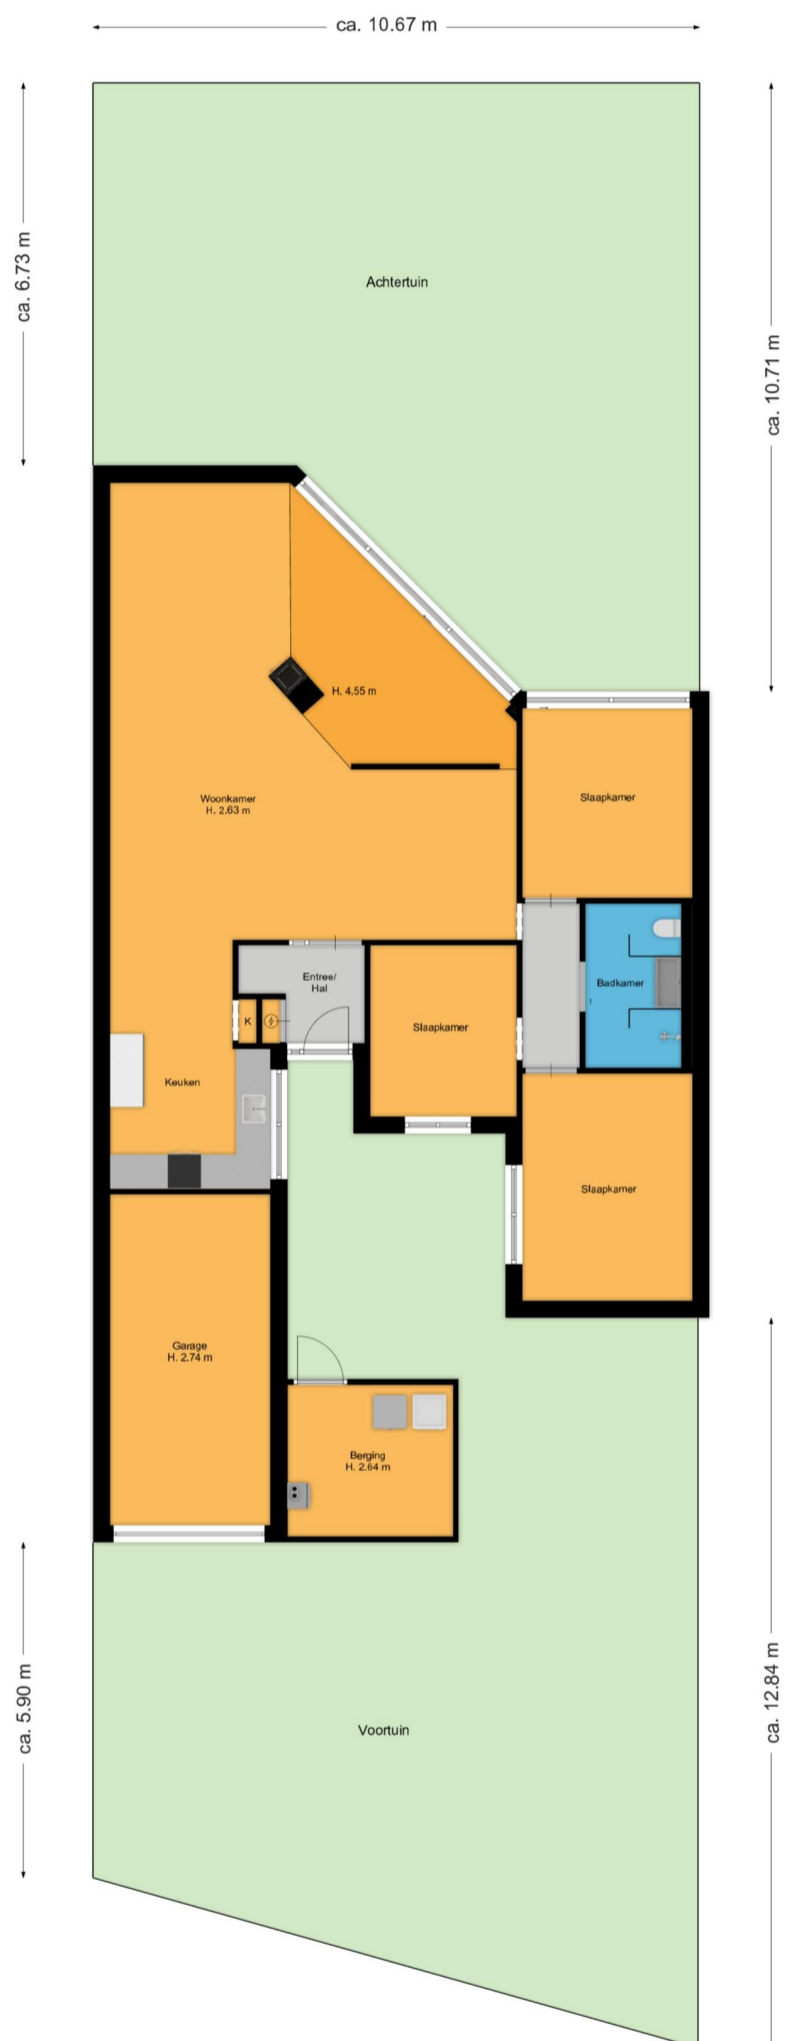 ca. 10.67 m
ca. 6.73 m
Achtertuin
ca. 10.71 m
H. 4.55 m
Woonkamer
H. 2.63 m
Slaapkamer
Entree/
Hal
Badkamer
K
Slaapkamer
Keuken
Slaapkamer
Garage
H. 2.74 m
Berging
H. 2.64 m
ca. 5.90 m
ca. 12.84 m
Voortuin